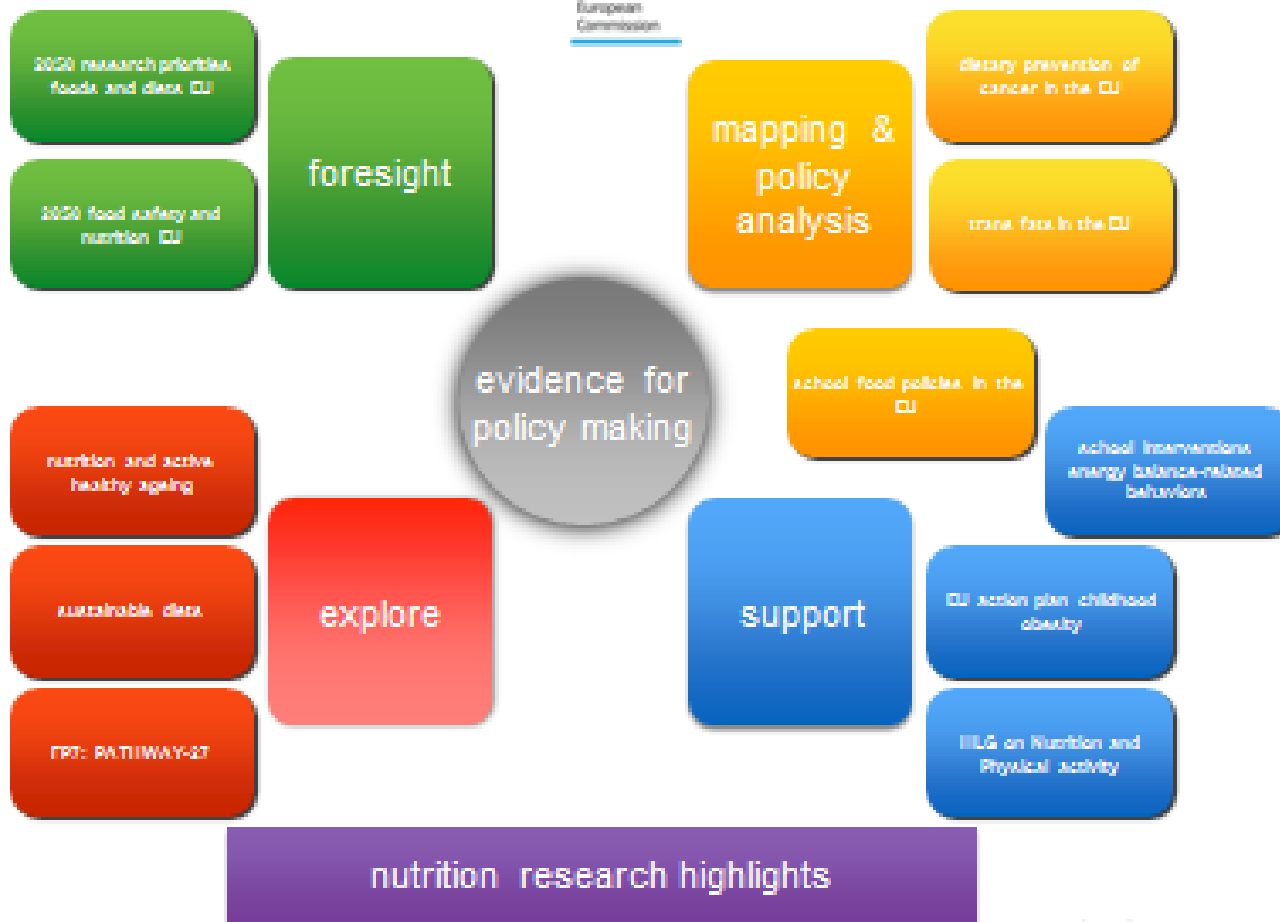 European
Commission
2050 research priorities
foods and diets EU
2050 food safety and
nutrition EU
foresight
mapping &
policy
analysis
dietary prevention of
cancer in the EU
trans fats in the EU
evidence for
policy making
school food policies in the
EU
school interventions
energy balance-related
behaviors
nutrition and active
healthy ageing
sustainable diets
FP7: PATHWAY-27
explore
support
EU action plan childhood
obesity
HLG on Nutrition and
Physical activity
nutrition research highlights